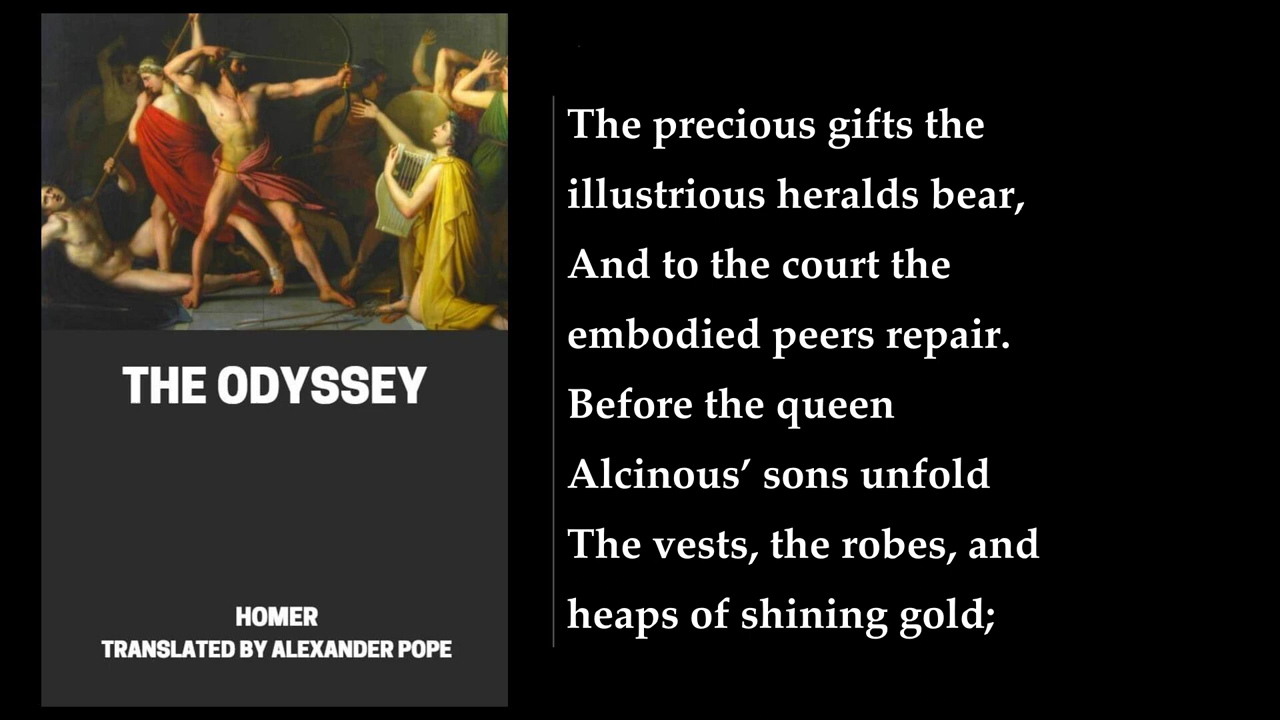 THE ODYSSEY
HOMER
TRANSLATED BY ALEXANDER POPE
The precious gifts the
illustrious heralds bear,
And to the court the
embodied peers repair.
Before the queen
Alcinous’ sons unfold
The vests, the robes, and
heaps of shining gold;